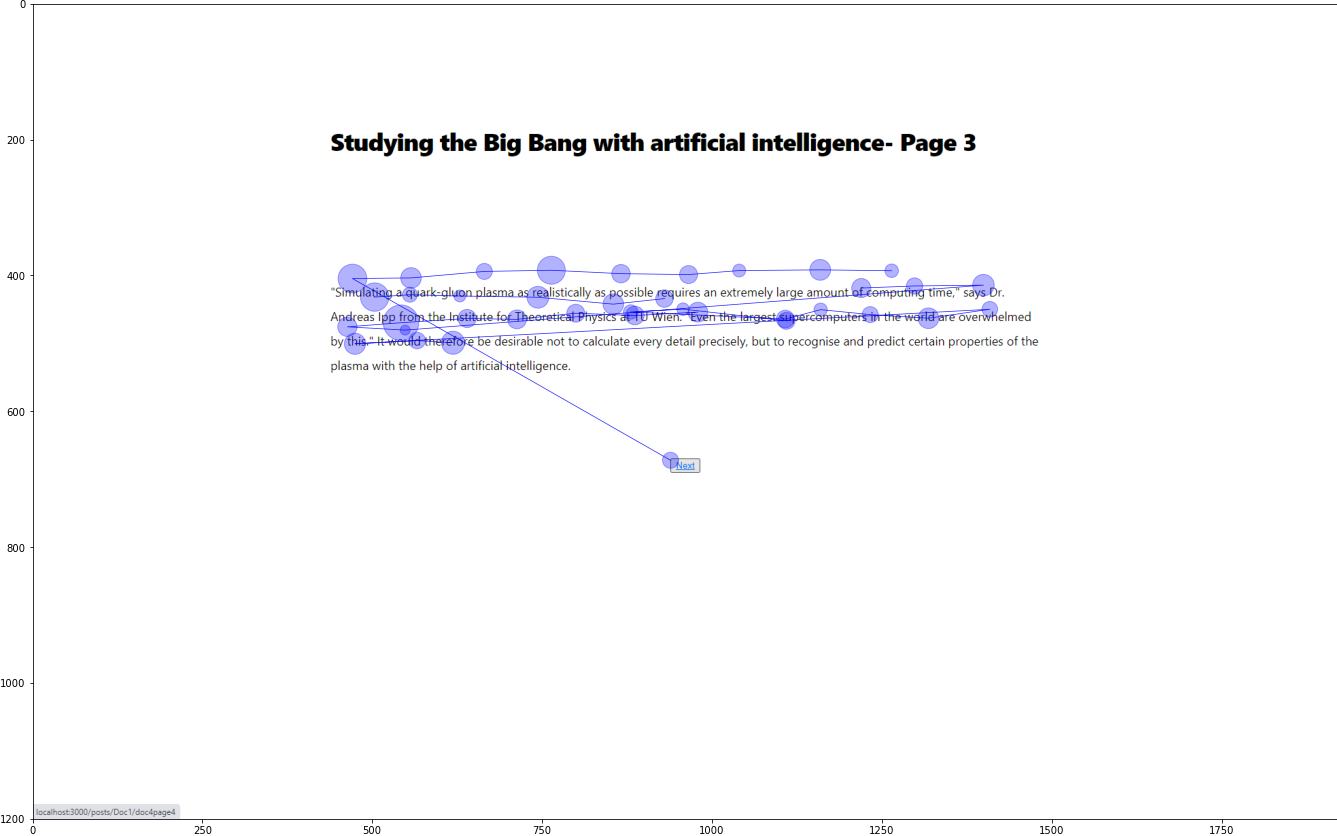 0
200
Studying the Big Bang with artificial intelligence- Page 3
400
"Simulating a quark-gluon plasma as realistically as possible requires an extremely large amount of computing time," says Dr.
Andreas Ipp from the Institute for Theoretical Physics at TU Wien. "Even the largest supercomputers in the world are overwhelmed
by this." It would therefore be desirable not to calculate every detail precisely, but to recognise and predict certain properties of the
plasma with the help of artificial intelligence.
600
Next
800
1000
localhost:3000/posts/Doc1/doc4page4
1200
0 250 500 750 1000 1250 1500 1750